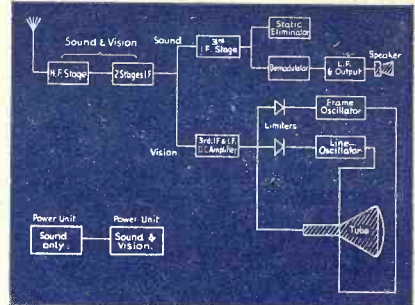 Sound & Vision
Sound
3rd
I.F. Stage
Static
Eliminator
Demodulator
L.F.
& Output
Speaker
H.F. Stage
2 Stages I.F
Vision
3rd. I.F & L.F.
D.C Amplifier
Limiters
Frame
Oscillator
Line-
Oscillator
Tube
Power Unit
Sound
only.
Power Unit
Sound &
Vision.